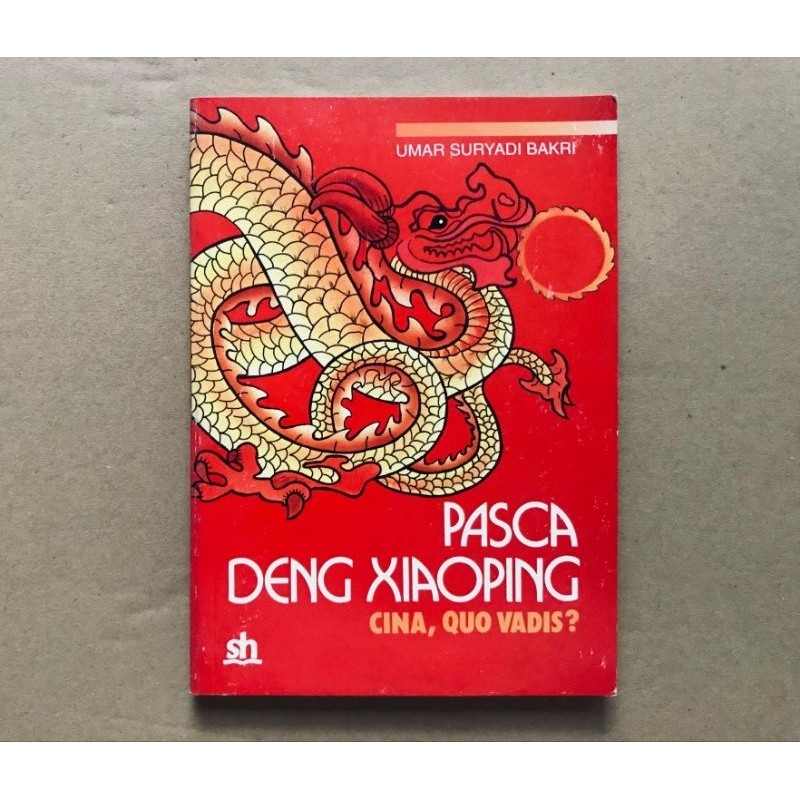 UMAR SURYADI BAKRI
PASCA
DENG XIAOPING
CINA, QUO VADIS?
sh